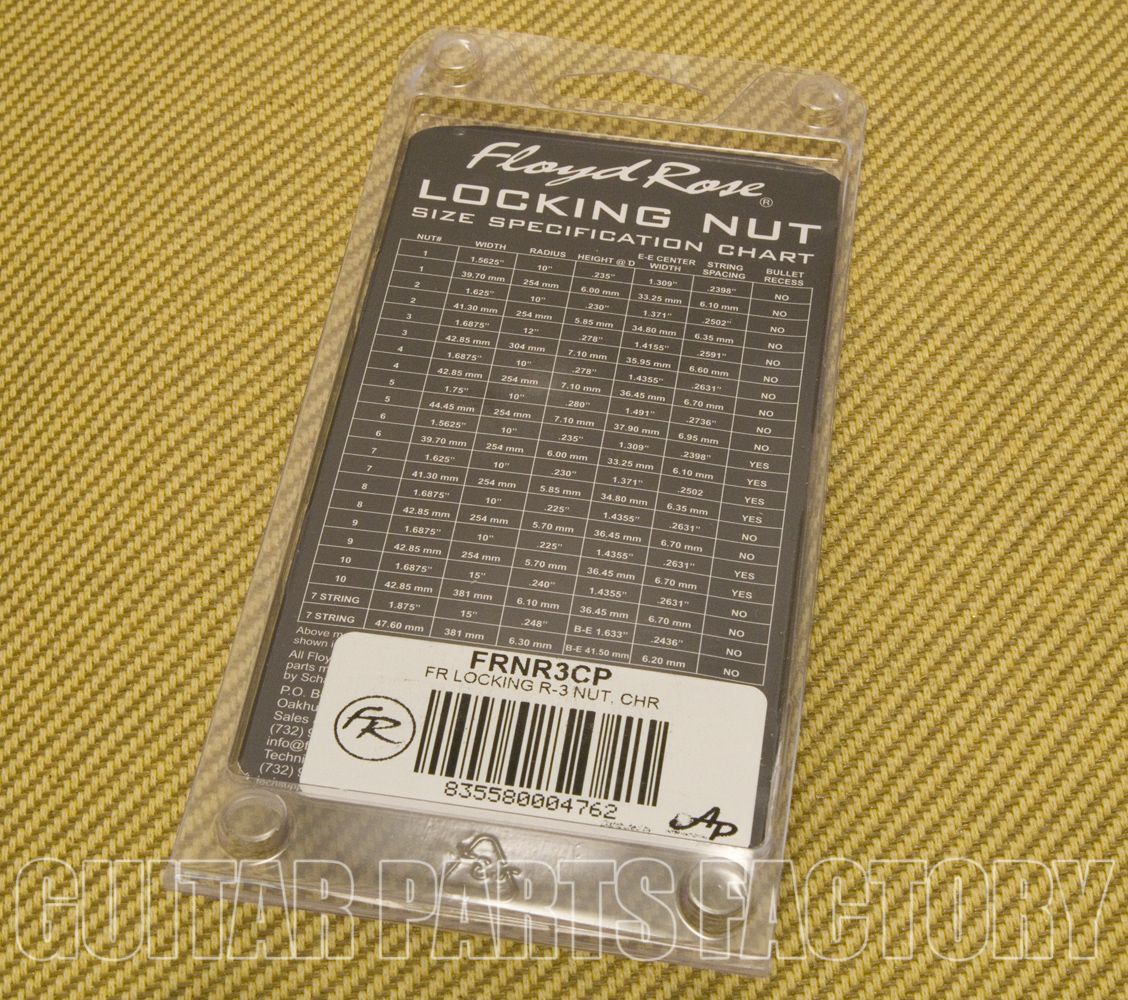 Floyd Rose®
LOCKING NUT
SIZE SPECIFICATION CHART
NUT# WIDTH RADIUS HEIGHT @ D E-E CENTER WIDTH STRING SPACING BULLET RECESS
1 1.5625" 10" .235" 1.309" .2398" NO
1 39.70 mm 254 mm 6.00 mm 33.25 mm 6.10 mm NO
2 1.625" 10" .230" 1.371" .2502" NO
2 41.30 mm 254 mm 5.85 mm 34.80 mm 6.35 mm NO
3 1.6875" 12" .278" 1.4155" .2591" NO
3 42.85 mm 304 mm 7.10 mm 35.95 mm 6.60 mm NO
4 1.6875" 10" .278" 1.4355" .2631" NO
4 42.85 mm 254 mm 7.10 mm 36.45 mm 6.70 mm NO
5 1.75" 10" .280" 1.491" .2736" NO
5 44.45 mm 254 mm 7.10 mm 37.90 mm 6.95 mm NO
6 1.5625" 10" .235" 1.309" .2398" YES
6 39.70 mm 254 mm 6.00 mm 33.25 mm 6.10 mm YES
7 1.625" 10" .230" 1.371" .2502 YES
7 41.30 mm 254 mm 5.85 mm 34.80 mm 6.35 mm YES
8 1.6875" 10" .225" 1.4355" .2631" NO
8 42.85 mm 254 mm 5.70 mm 36.45 mm 6.70 mm NO
9 1.6875" 10" .225" 1.4355" .2631" YES
9 42.85 mm 254 mm 5.70 mm 36.45 mm 6.70 mm YES
10 1.6875" 15" .240" 1.4355" .2631" NO
10 42.85 mm 381 mm 6.10 mm 36.45 mm 6.70 mm NO
7 STRING 1.875" 15" .248" B-E 1.633" .2436" NO
7 STRING 47.60 mm 381 mm 6.30 mm B-E 41.50 mm 6.20 mm NO
Above m
shown i
All Floy
parts m
by Scha
P.O. B
Oakhu
Sales
(732) 9
info@f
Techni
(732) 9
techsupp
FRNR3CP
FR LOCKING R-3 NUT, CHR
FR
835580004762
Distributed by
AP
GUITAR PARTS FACTORY